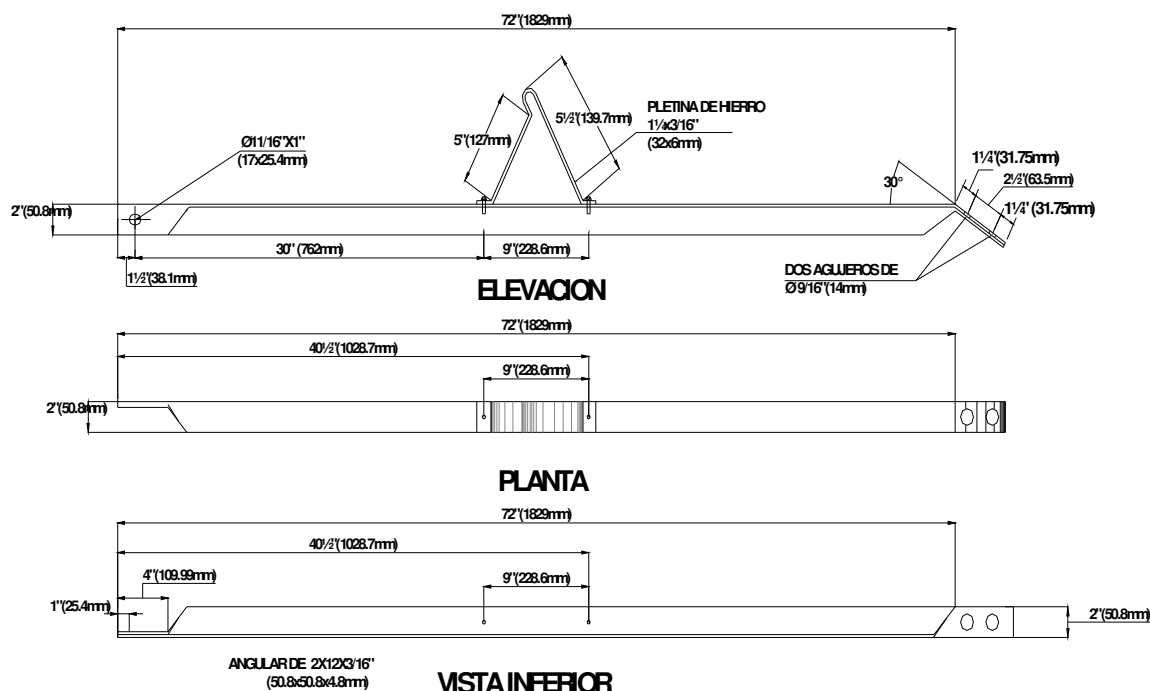 72"(1829mm)
5"(127mm)
5½"(139.7mm)
PLETINA DE HIERRO
1¼x3/16"
(32x6mm)
Ø11/16"X1"
(17x25.4mm)
30°
1¼"(31.75mm)
2½"(63.5mm)
1¼" (31.75mm)
2"(50.8mm)
30" (762mm)
9"(228.6mm)
1½"(38.1mm)
DOS AGUJEROS DE
Ø 9/16"(14mm)
ELEVACION
72"(1829mm)
40½"(1028.7mm)
9"(228.6mm)
2"(50.8mm)
PLANTA
72"(1829mm)
40½"(1028.7mm)
4"(109.99mm)
9"(228.6mm)
1"(25.4mm)
2"(50.8mm)
ANGULAR DE 2X12X3/16"
(50.8x50.8x4.8mm)
VISTA INFERIOR